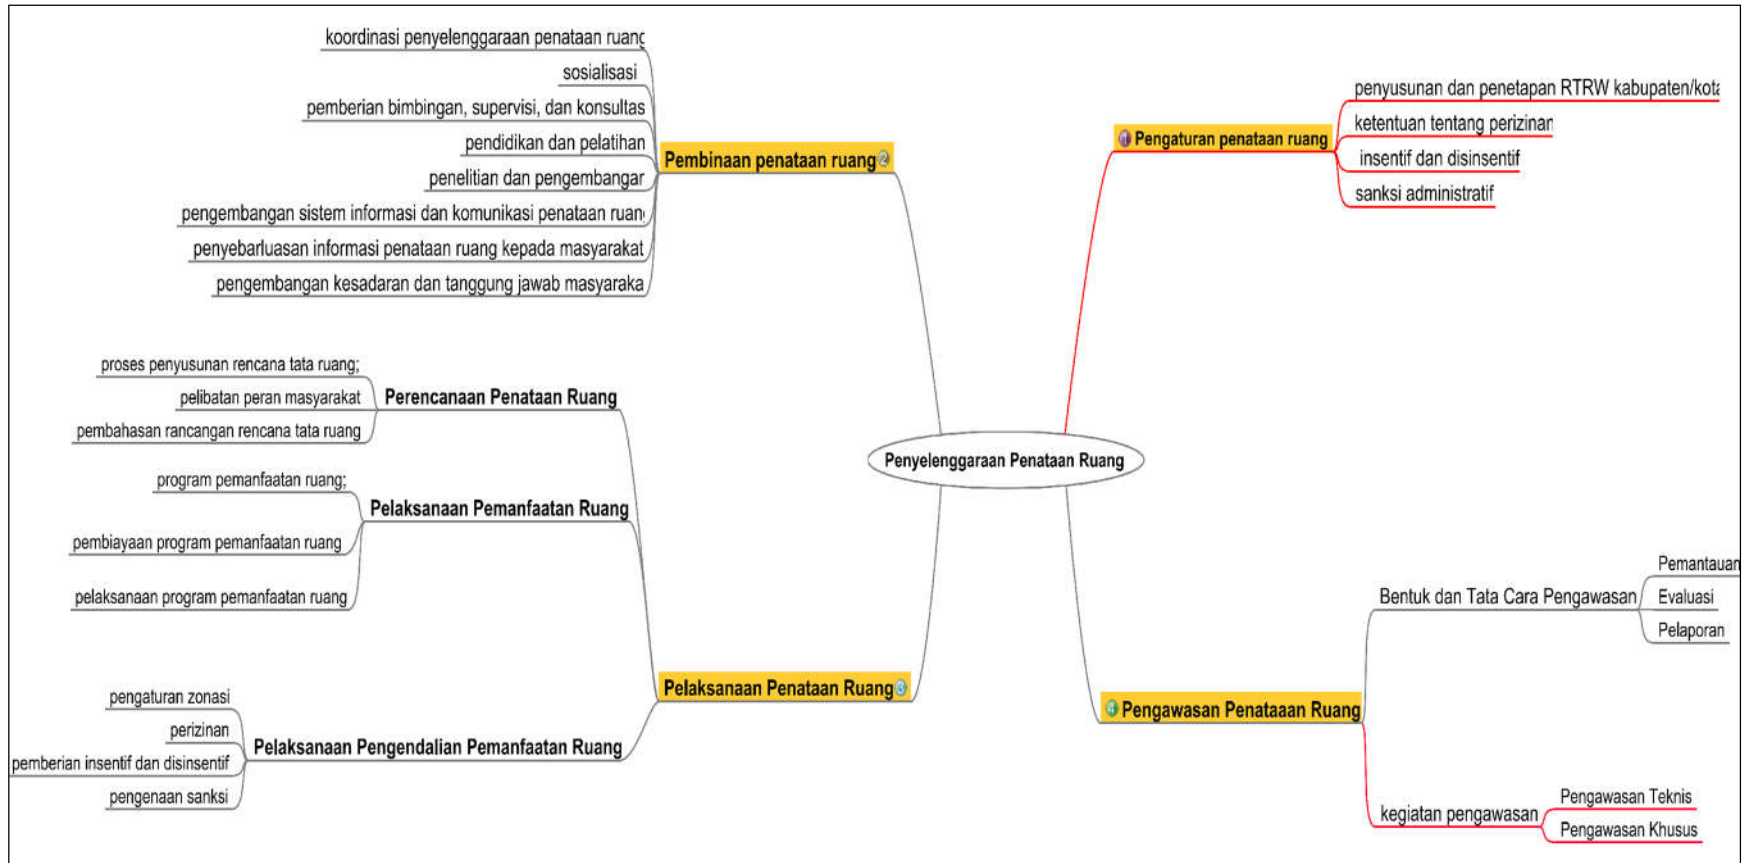 koordinasi penyelenggaraan penataan ruang
sosialisasi
pemberian bimbingan, supervisi, dan konsultas
pendidikan dan pelatihan
penelitian dan pengembangan
pengembangan sistem informasi dan komunikasi penataan ruang
penyebarluasan informasi penataan ruang kepada masyarakat
pengembangan kesadaran dan tanggung jawab masyaraka
Pembinaan penataan ruang 2
1 Pengaturan penataan ruang
penyusunan dan penetapan RTRW kabupaten/kota
ketentuan tentang perizinan
insentif dan disinsentif
sanksi administratif
Penyelenggaraan Penataan Ruang
proses penyusunan rencana tata ruang;
pelibatan peran masyarakat
pembahasan rancangan rencana tata ruang
Perencanaan Penataan Ruang
program pemanfaatan ruang;
pembiayaan program pemanfaatan ruang
pelaksanaan program pemanfaatan ruang
Pelaksanaan Pemanfaatan Ruang
pengaturan zonasi
perizinan
pemberian insentif dan disinsentif
pengenaan sanksi
Pelaksanaan Pengendalian Pemanfaatan Ruang
Pelaksanaan Penataan Ruang 3
4 Pengawasan Penataaan Ruang
Bentuk dan Tata Cara Pengawasan
Pemantauan
Evaluasi
Pelaporan
kegiatan pengawasan
Pengawasan Teknis
Pengawasan Khusus